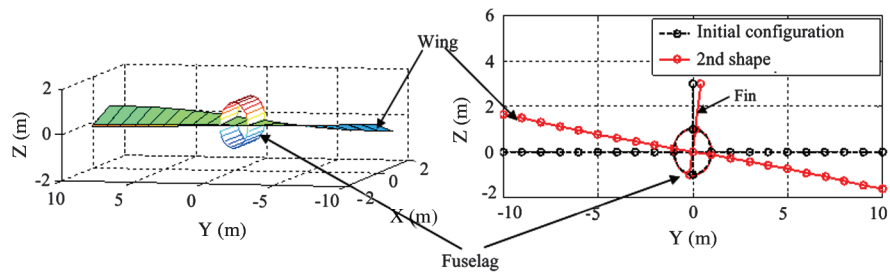 Wing
Fuselag
Z (m)
2
0
-2
10
5
0
-5
-10
Y (m)
-2
0
2
X (m)
Initial configuration
2nd shape
Fin
Z (m)
6
4
2
0
-2
-10
-5
0
5
10
Y (m)